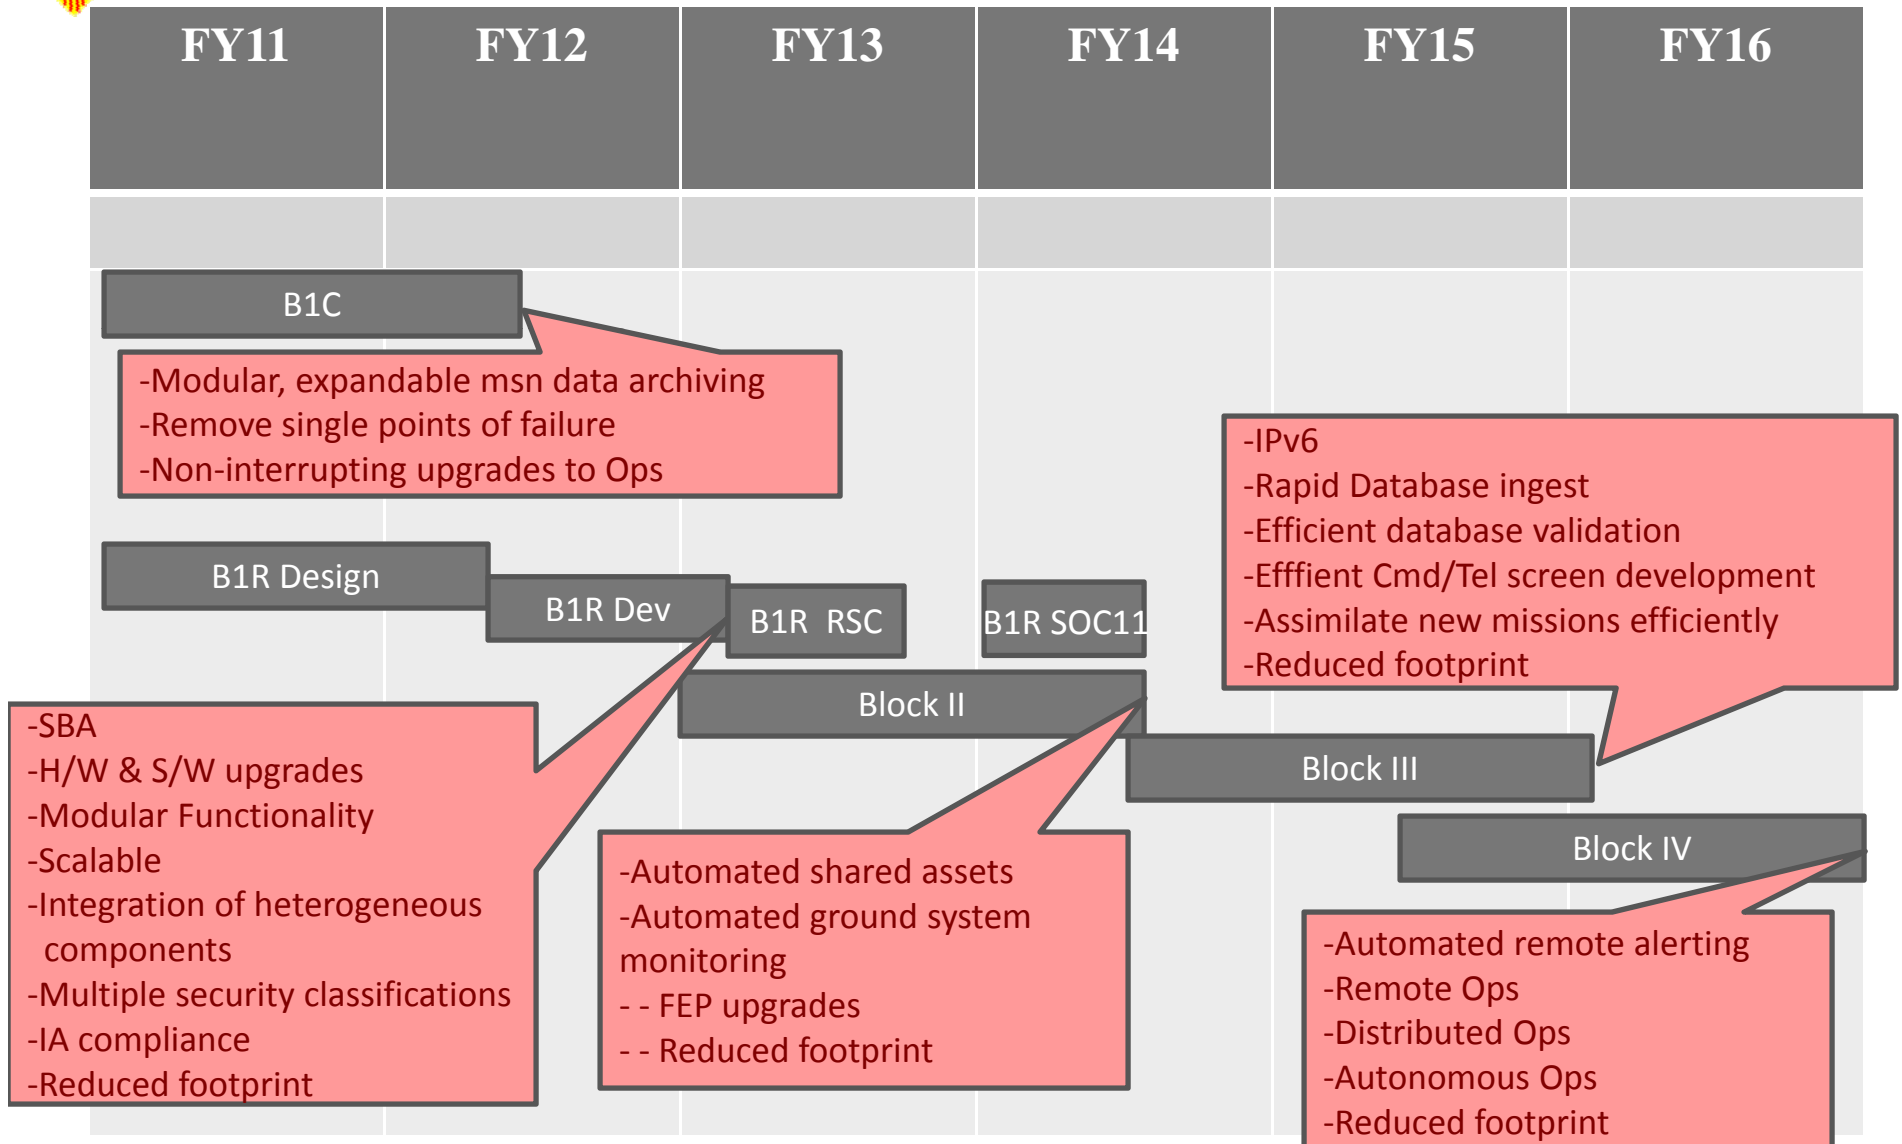 FY11 FY12 FY13 FY14 FY15 FY16
B1C
-Modular, expandable msn data archiving
-Remove single points of failure
-Non-interrupting upgrades to Ops
-IPv6
-Rapid Database ingest
-Efficient database validation
-Efffient Cmd/Tel screen development
-Assimilate new missions efficiently
-Reduced footprint
B1R Design
B1R Dev
B1R RSC
B1R SOC11
Block II
Block III
Block IV
-SBA
-H/W & S/W upgrades
-Modular Functionality
-Scalable
-Integration of heterogeneous
components
-Multiple security classifications
-IA compliance
-Reduced footprint
-Automated shared assets
-Automated ground system
monitoring
- - FEP upgrades
- - Reduced footprint
-Automated remote alerting
-Remote Ops
-Distributed Ops
-Autonomous Ops
-Reduced footprint